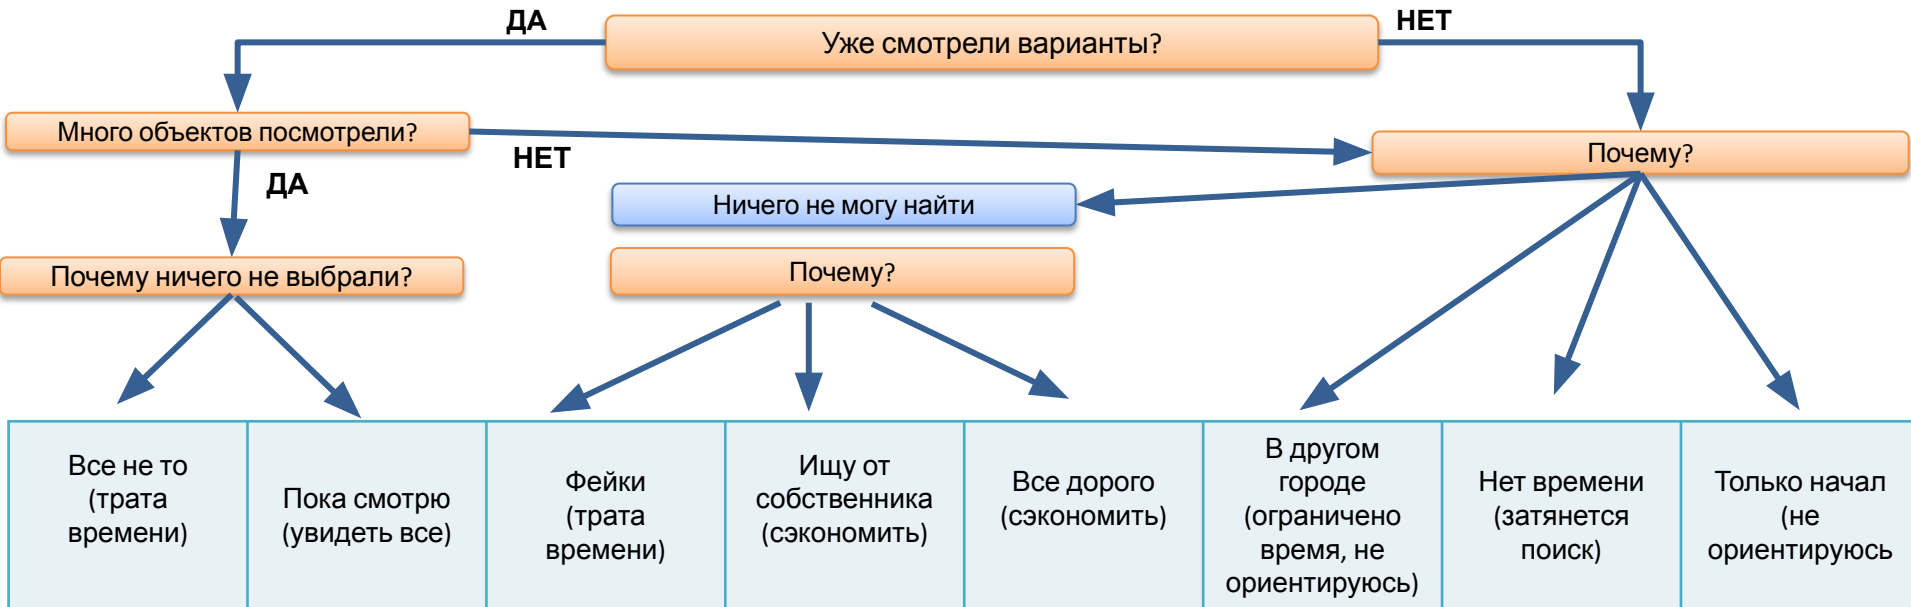 ДА
Уже смотрели варианты?
НЕТ
Много объектов посмотрели?
НЕТ
Почему?
ДА
Ничего не могу найти
Почему ничего не выбрали?
Почему?
Все не то
(трата
времени)
Пока смотрю
(увидеть все)
Фейки
(трата
времени)
Ищу от
собственника
(сэкономить)
Все дорого
(сэкономить)
В другом
городе
(ограничено
время, не
ориентируюсь)
Нет времени
(затянется
поиск)
Только начал
(не
ориентируюсь